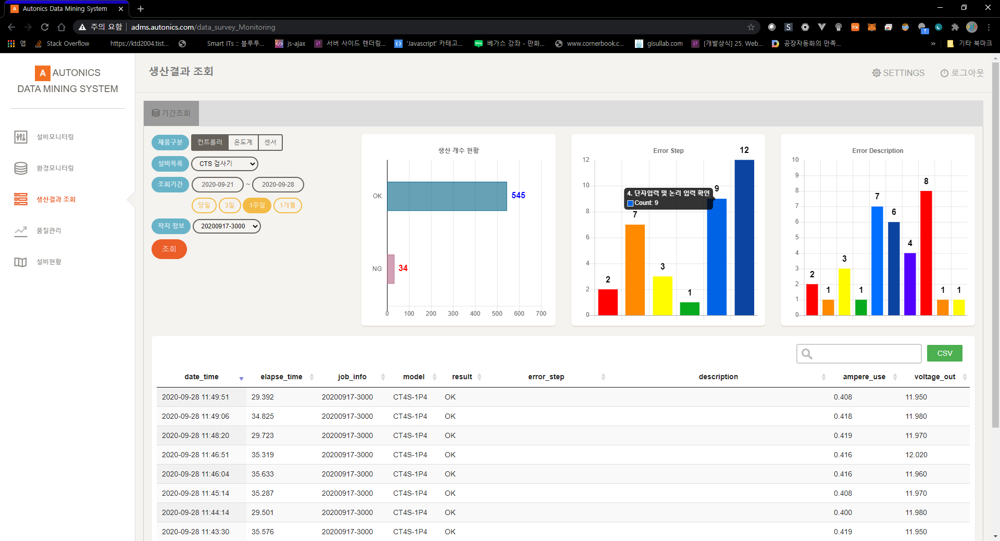 Autonics Data Mining System
주의 요함 adms.autonics.com/data_survey_Monitoring
앱 Stack Overflow https://ktd2004.tist... Smart ITs :: 블루투... js-ajax 서버 사이드 렌더링... 'Javascript' 카테고... 베가스 강좌 - 만화... www.cornerbook.c... gisullab.com [개발상식] 25. Web... 공장자동화의 만족... » 기타 북마크
A AUTONICS
DATA MINING SYSTEM
설비모니터링
환경모니터링
생산결과 조회
품질관리
설비현황
생산결과 조회
SETTINGS 로그아웃
기간조회
제품구분 컨트롤러 온도계 센서
설비목록 CTS 검사기
조회기간 2020-09-21 ~ 2020-09-28
당일 3일 1주일 1개월
작지 정보 20200917-3000
조회
생산 개수 현황
OK 545
NG 34
0 100 200 300 400 500 600 700
Error Step
12
10
8
6
4
2
0
2 7 3 1 9 12
4. 단자입력 및 논리 입력 확인
Count: 9
Error Description
10
9
8
7
6
5
4
3
2
1
0
2 1 3 1 7 6 4 8 1 1
CSV
date_time elapse_time job_info model result error_step description ampere_use voltage_out
2020-09-28 11:49:51 29.392 20200917-3000 CT4S-1P4 OK 0.408 11.950
2020-09-28 11:49:06 34.825 20200917-3000 CT4S-1P4 OK 0.418 11.980
2020-09-28 11:48:20 29.723 20200917-3000 CT4S-1P4 OK 0.419 11.970
2020-09-28 11:46:51 35.319 20200917-3000 CT4S-1P4 OK 0.416 12.020
2020-09-28 11:46:04 35.633 20200917-3000 CT4S-1P4 OK 0.416 11.960
2020-09-28 11:45:14 35.287 20200917-3000 CT4S-1P4 OK 0.408 11.970
2020-09-28 11:44:14 29.501 20200917-3000 CT4S-1P4 OK 0.400 11.980
2020-09-28 11:43:30 35.576 20200917-3000 CT4S-1P4 OK 0.419 11.950